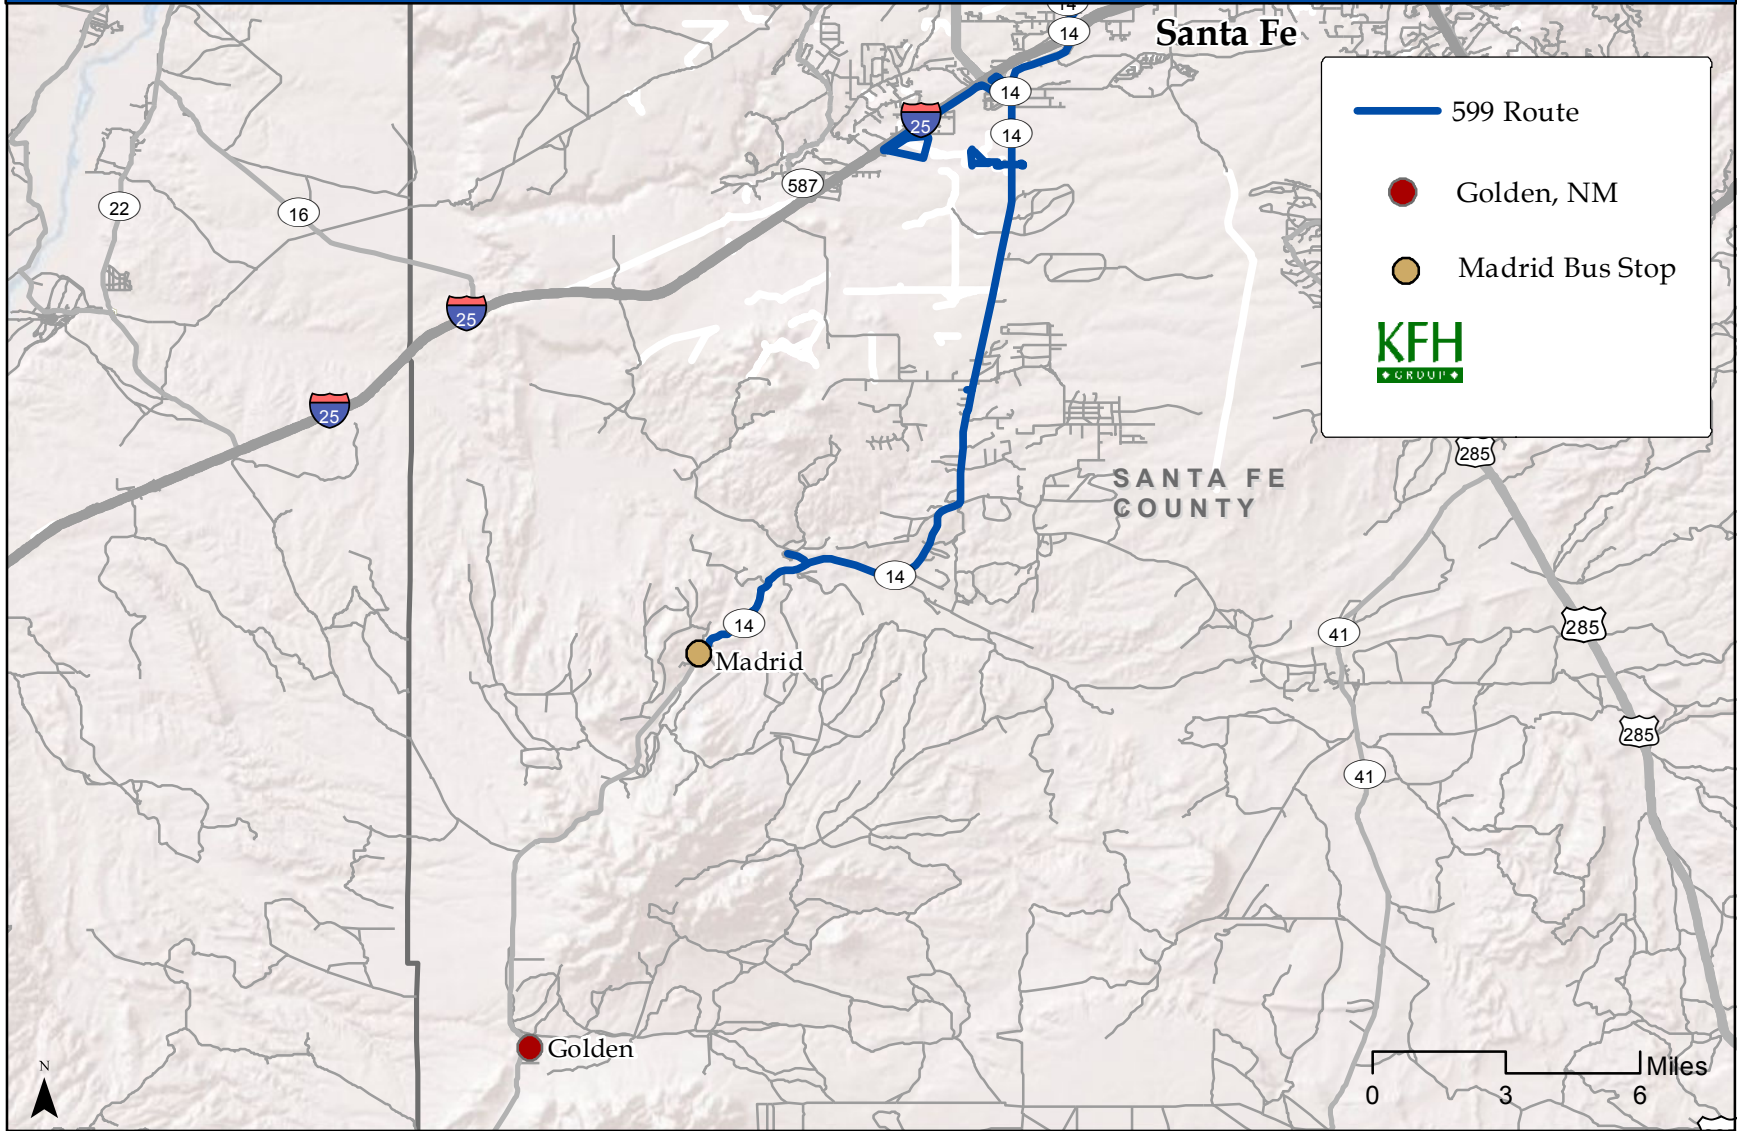 14
14
Santa Fe
14
25
14
599 Route
587
Golden, NM
22
16
Madrid Bus Stop
25
KFH
GROUP
25
285
SANTA FE
COUNTY
14
14
41
285
Madrid
285
41
Golden
N
Miles
0 3 6